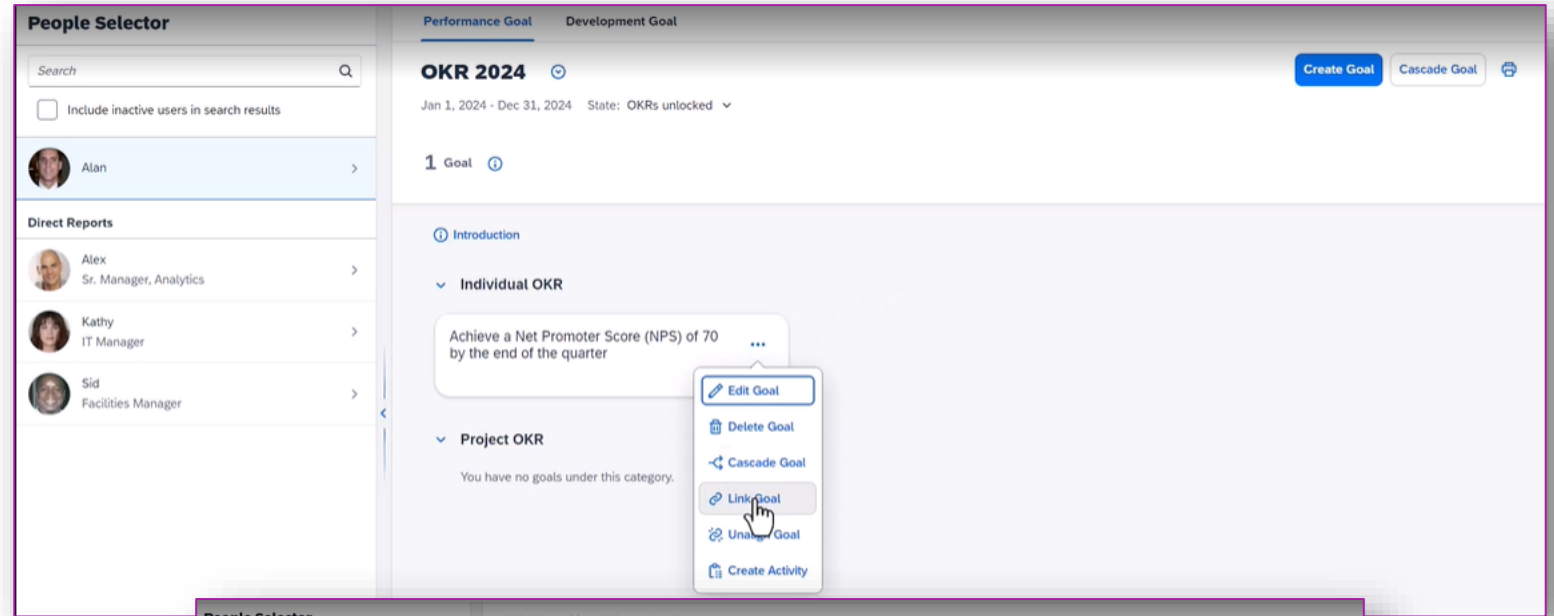 People Selector
Search
Include inactive users in search results
Alan
Direct Reports
Alex
Sr. Manager, Analytics
Kathy
IT Manager
Sid
Facilities Manager
Performance Goal Development Goal
OKR 2024
Create Goal Cascade Goal
Jan 1, 2024 - Dec 31, 2024 State: OKRs unlocked
1 Goal
Introduction
Individual OKR
Achieve a Net Promoter Score (NPS) of 70
by the end of the quarter
Edit Goal
Delete Goal
Cascade Goal
Link Goal
Goal
Create Activity
Project OKR
You have no goals under this category.
People Selector